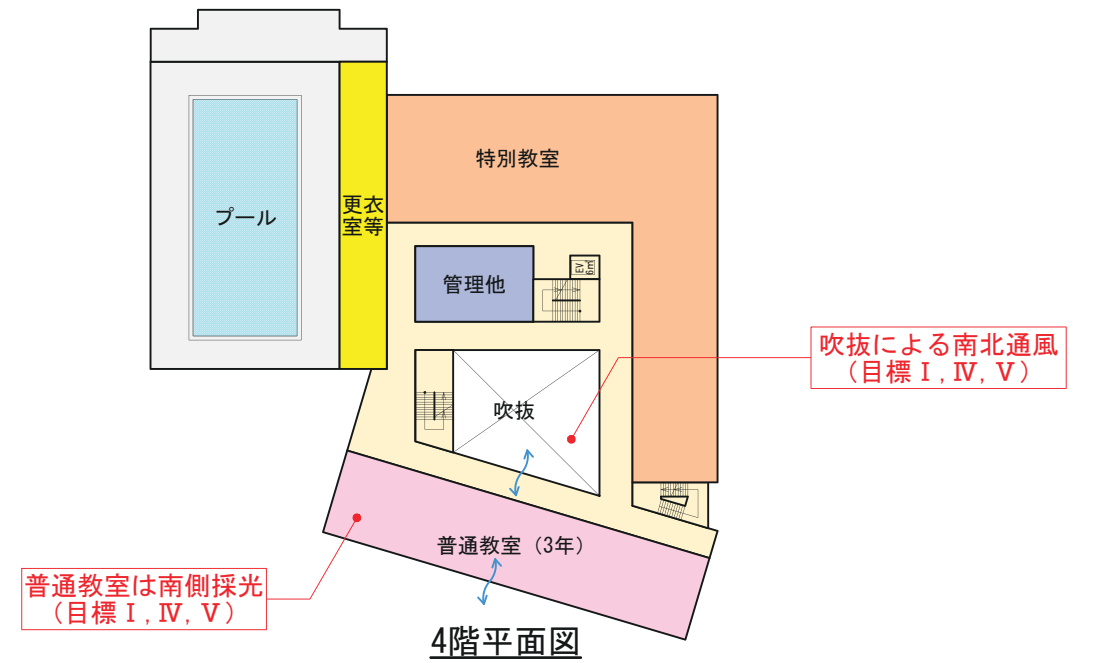 特別教室
プール
更衣
室等
EV
6㎡
管理他
吹抜による南北通風
（目標Ⅰ,Ⅳ,Ⅴ）
吹抜
普通教室（3年）
普通教室は南側採光
（目標Ⅰ,Ⅳ,Ⅴ）
4階平面図